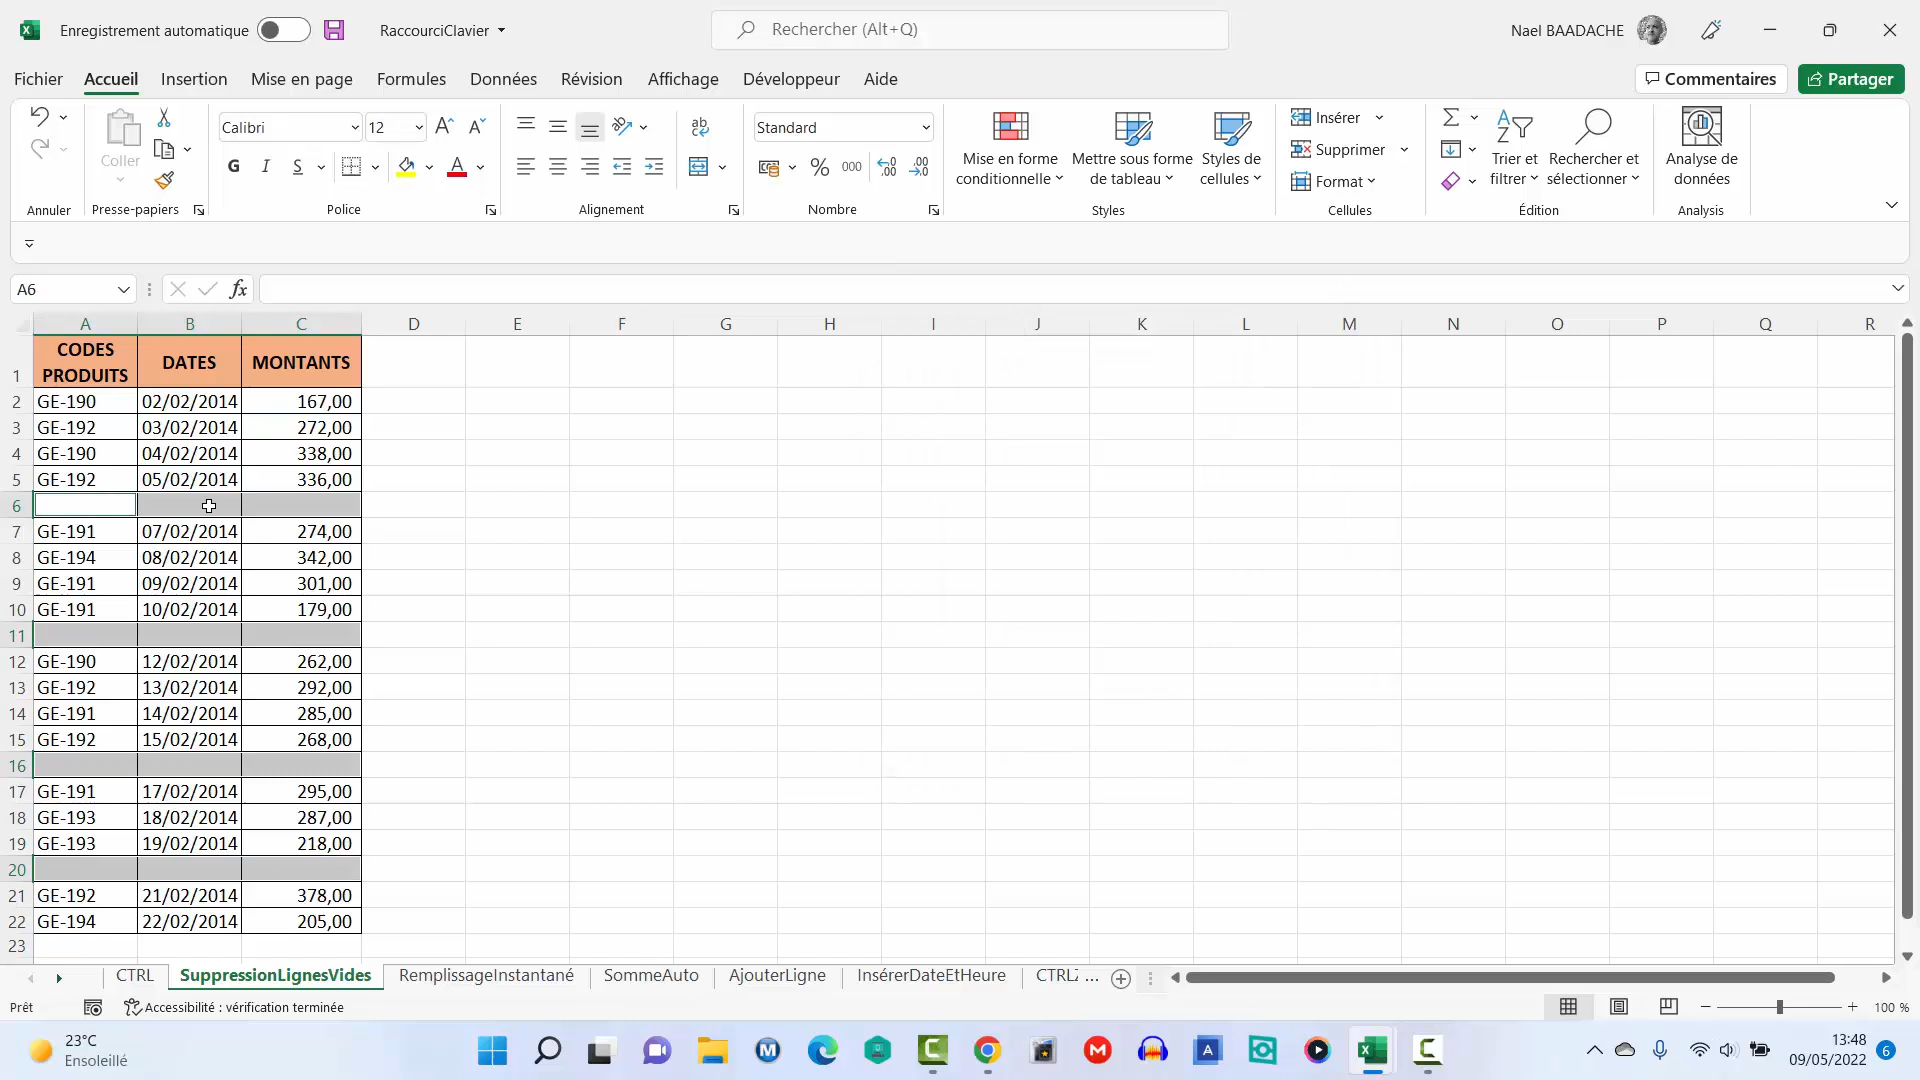 Enregistrement automatique RaccourciClavier Rechercher (Alt+Q) Nael BAADACHE
Fichier Accueil Insertion Mise en page Formules Données Révision Affichage Développeur Aide Commentaires Partager
Coller
Calibri 12
G I S
ab
c
Standard
% 000
Mise en forme
conditionnelle
Mettre sous forme
de tableau
Styles de
cellules
Insérer
Supprimer
Format
Trier et
filtrer
Rechercher et
sélectionner
Analyse de
données
Annuler Presse-papiers Police Alignement Nombre Styles Cellules Édition Analysis
A6 fx
A B C D E F G H I J K L M N O P Q R
1 CODES PRODUITS DATES MONTANTS
2 GE-190 02/02/2014 167,00
3 GE-192 03/02/2014 272,00
4 GE-190 04/02/2014 338,00
5 GE-192 05/02/2014 336,00
6
7 GE-191 07/02/2014 274,00
8 GE-194 08/02/2014 342,00
9 GE-191 09/02/2014 301,00
10 GE-191 10/02/2014 179,00
11
12 GE-190 12/02/2014 262,00
13 GE-192 13/02/2014 292,00
14 GE-191 14/02/2014 285,00
15 GE-192 15/02/2014 268,00
16
17 GE-191 17/02/2014 295,00
18 GE-193 18/02/2014 287,00
19 GE-193 19/02/2014 218,00
20
21 GE-192 21/02/2014 378,00
22 GE-194 22/02/2014 205,00
23
CTRL SuppressionLignesVides RemplissageInstantané SommeAuto AjouterLigne InsérerDateEtHeure CTRLz ...
Prêt Accessibilité : vérification terminée 100 %
23°C
Ensoleillé
13:48
09/05/2022 6